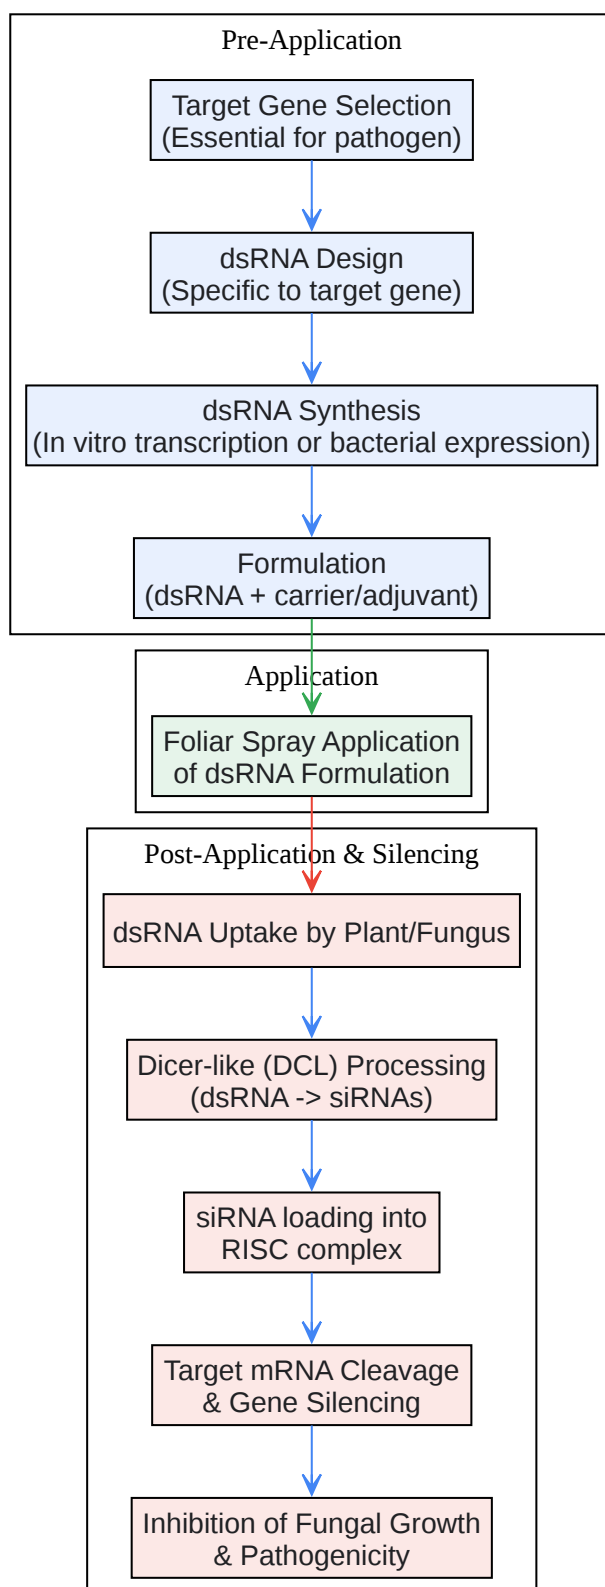 Pre-Application
Target Gene Selection
(Essential for pathogen)
dsRNA Design
(Specific to target gene)
dsRNA Synthesis
(In vitro transcription or bacterial expression)
Formulation
(dsRNA + carrier/adjuvant)
Application
Foliar Spray Application
of dsRNA Formulation
Post-Application & Silencing
dsRNA Uptake by Plant/Fungus
Dicer-like (DCL) Processing
(dsRNA -> siRNAs)
siRNA loading into
RISC complex
Target mRNA Cleavage
& Gene Silencing
Inhibition of Fungal Growth
& Pathogenicity